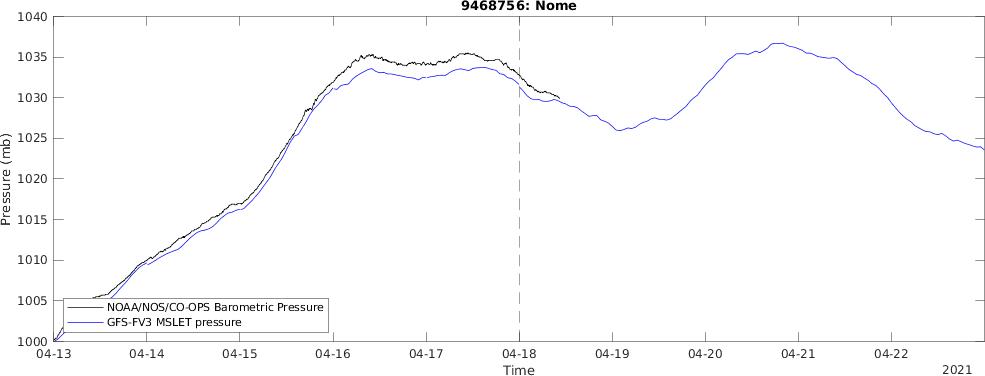 9468756: Nome
Pressure (mb)
1040
1035
1030
1025
1020
1015
1010
1005
1000
NOAA/NOS/CO-OPS Barometric Pressure
GFS-FV3 MSLET pressure
04-13 04-14 04-15 04-16 04-17 04-18 04-19 04-20 04-21 04-22
Time
2021